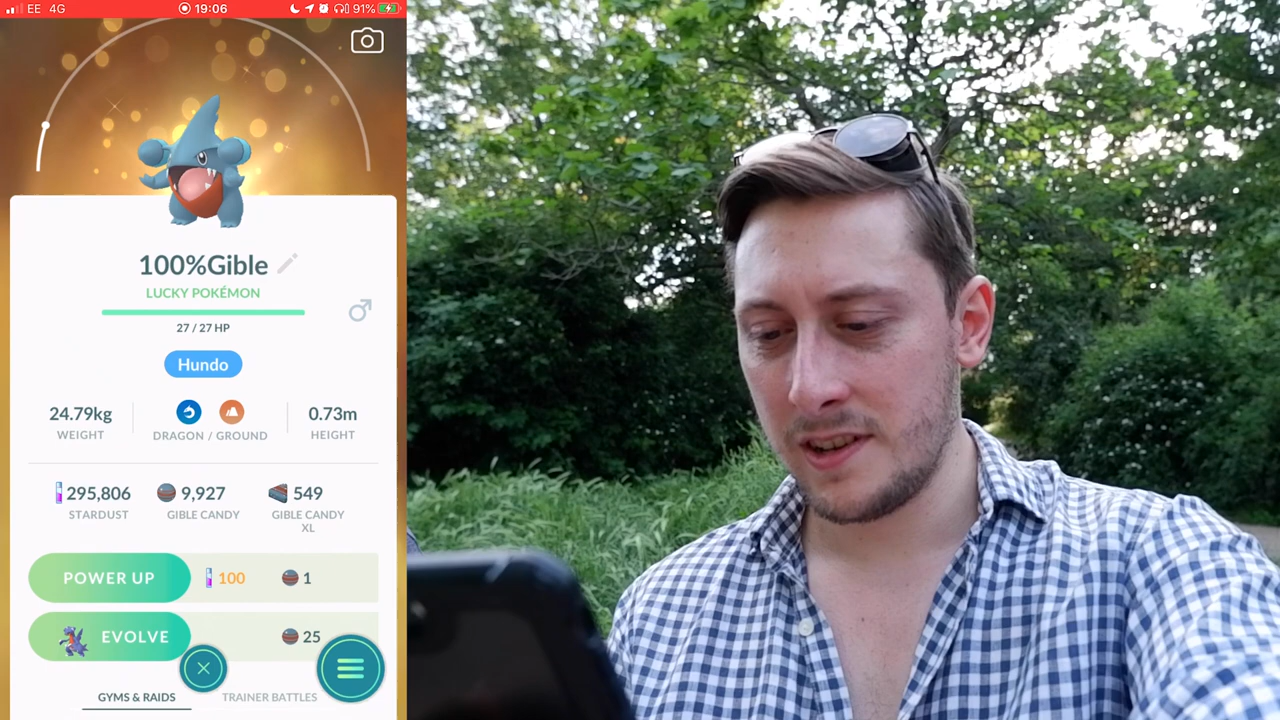 EE 4G 19:06 91%
100%Gible
LUCKY POKÉMON
27 / 27 HP
Hundo
24.79kg
WEIGHT
DRAGON / GROUND
0.73m
HEIGHT
295,806
STARDUST
9,927
GIBLE CANDY
549
GIBLE CANDY
XL
POWER UP 100 1
EVOLVE 25
GYMS & RAIDS TRAINER BATTLES